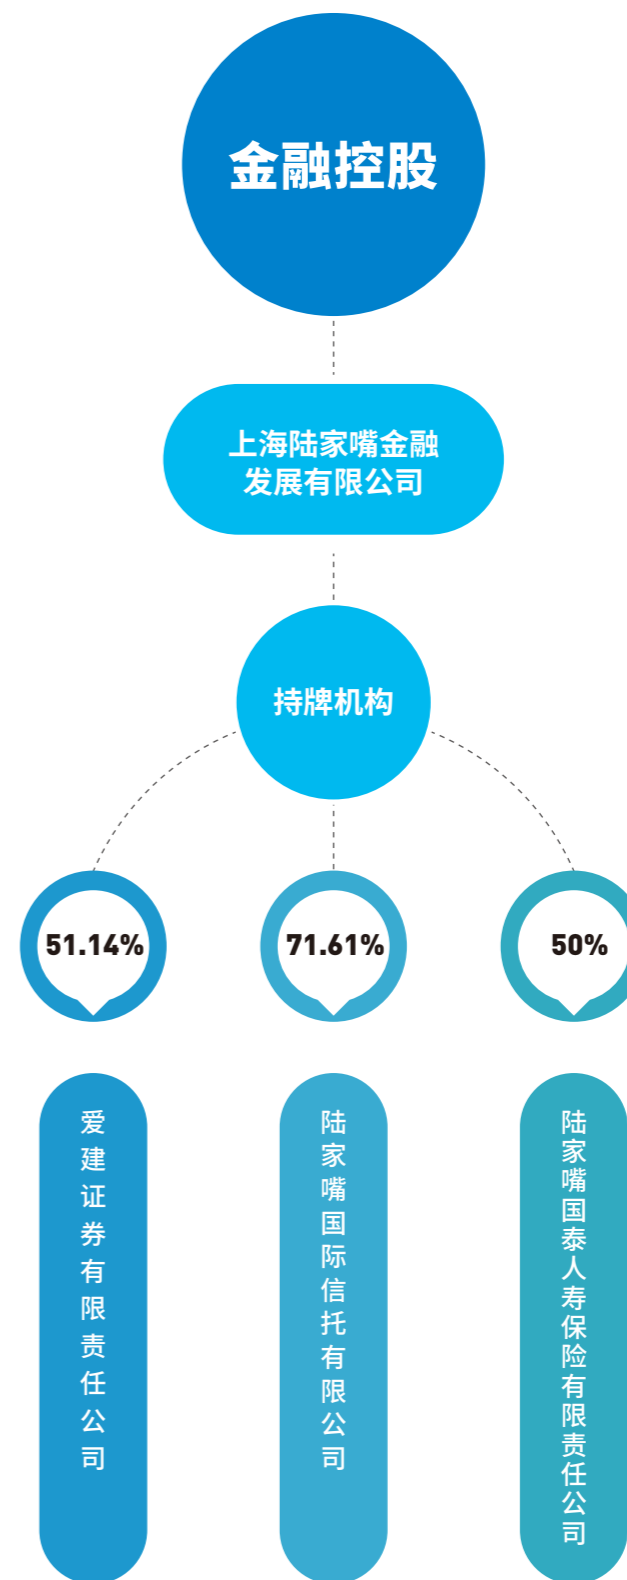 金融控股
上海陆家嘴金融
发展有限公司
持牌机构
51.14%
71.61%
50%
爱建证券有限责任公司
陆家嘴国际信托有限公司
陆家嘴国泰人寿保险有限责任公司